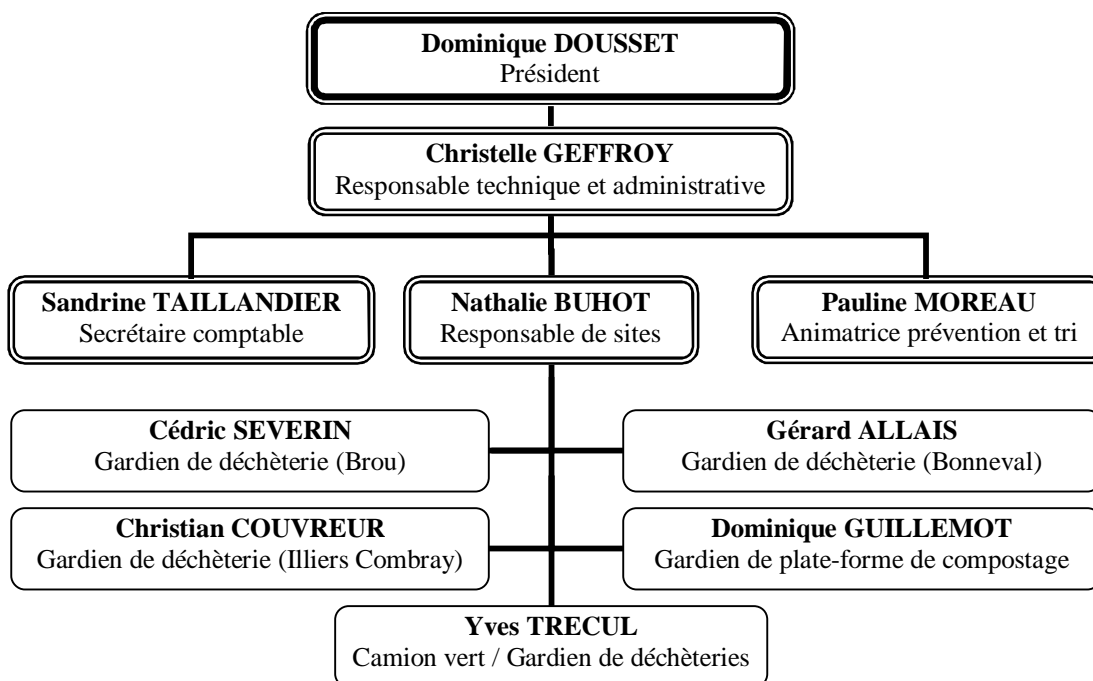 Dominique DOUSSET
Président
Christelle GEFFROY
Responsable technique et administrative
Sandrine TAILLANDIER
Secrétaire comptable
Nathalie BUHOT
Responsable de sites
Pauline MOREAU
Animatrice prévention et tri
Cédric SEVERIN
Gardien de déchèterie (Brou)
Gérard ALLAIS
Gardien de déchèterie (Bonneval)
Christian COUVREUR
Gardien de déchèterie (Illiers Combray)
Dominique GUILLEMOT
Gardien de plate-forme de compostage
Yves TRECUL
Camion vert / Gardien de déchèteries